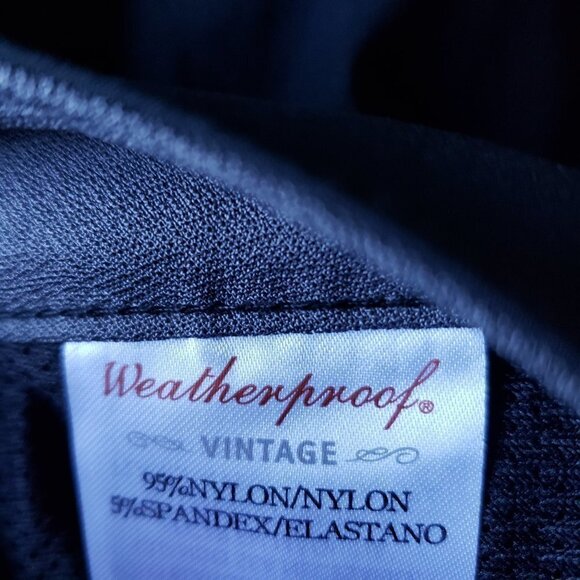 Weatherproof®
VINTAGE
95%NYLON/NYLON
5%SPANDEX/ELASTANO